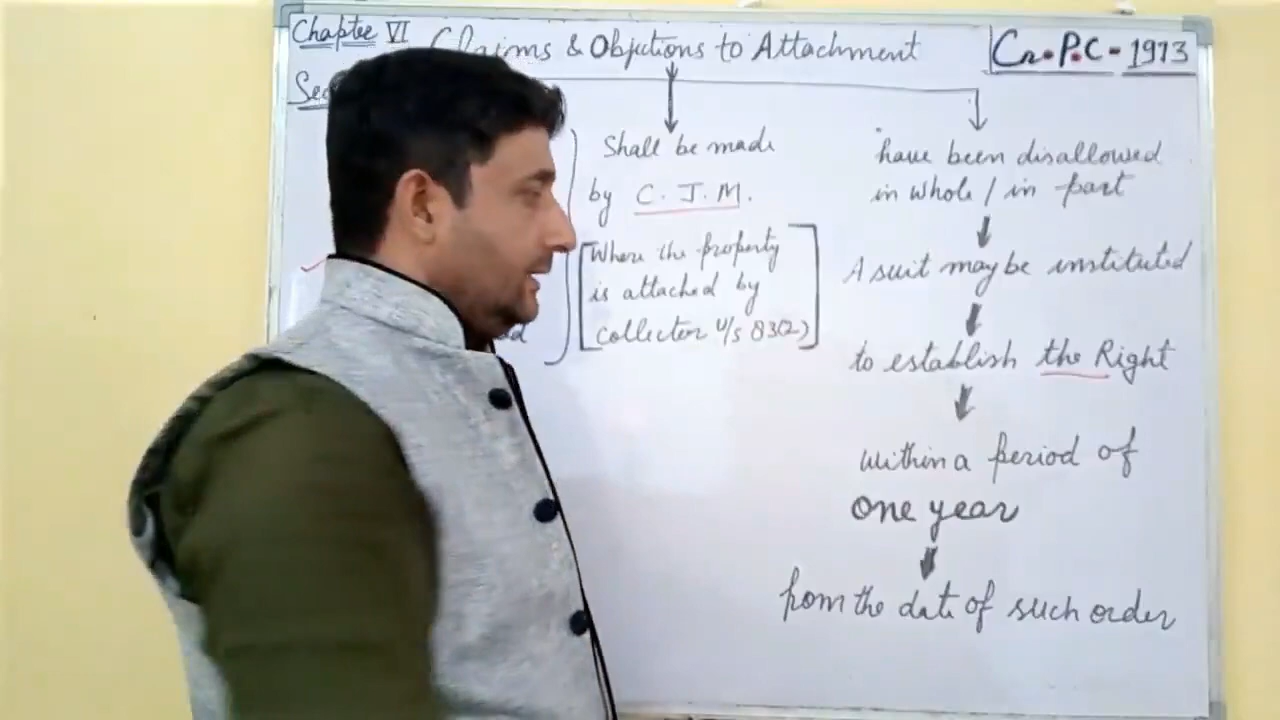 Chapter VI
Claims & Objections to Attachment
Cr.P.C - 1973
Shall be made
by C. J. M.
[Where the property
is attached by
collector u/s 83(2)]
have been disallowed
in whole / in part
A suit may be instituted
to establish the Right
within a period of
one year
from the date of such order